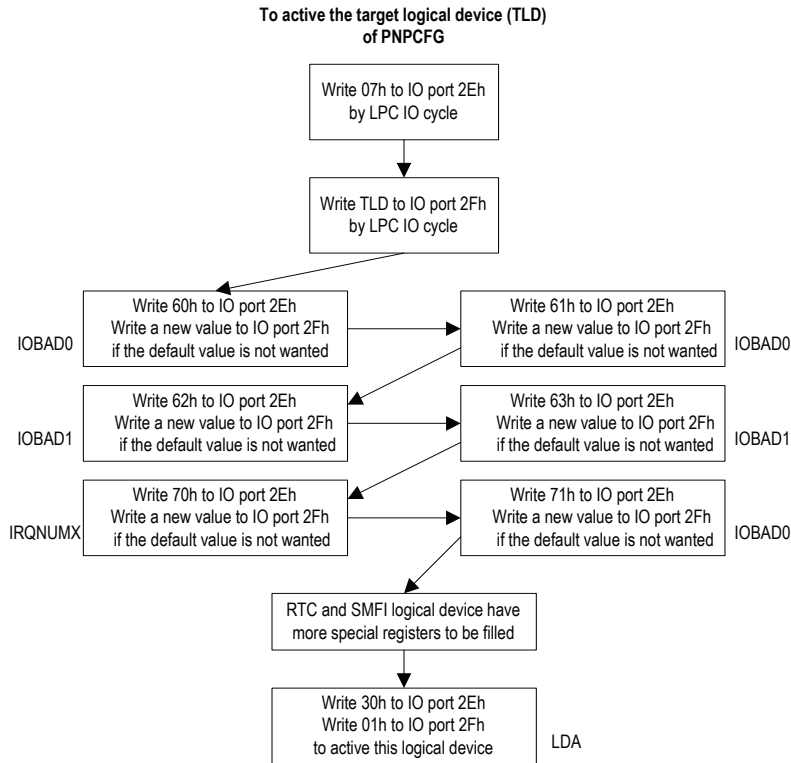 To active the target logical device (TLD)
of PNPCFG
Write 07h to IO port 2Eh
by LPC IO cycle
Write TLD to IO port 2Fh
by LPC IO cycle
IOBAD0
Write 60h to IO port 2Eh
Write a new value to IO port 2Fh
if the default value is not wanted
Write 61h to IO port 2Eh
Write a new value to IO port 2Fh
if the default value is not wanted
IOBAD0
IOBAD1
Write 62h to IO port 2Eh
Write a new value to IO port 2Fh
if the default value is not wanted
Write 63h to IO port 2Eh
Write a new value to IO port 2Fh
if the default value is not wanted
IOBAD1
IRQNUMX
Write 70h to IO port 2Eh
Write a new value to IO port 2Fh
if the default value is not wanted
Write 71h to IO port 2Eh
Write a new value to IO port 2Fh
if the default value is not wanted
IOBAD0
RTC and SMFI logical device have
more special registers to be filled
Write 30h to IO port 2Eh
Write 01h to IO port 2Fh
to active this logical device
LDA